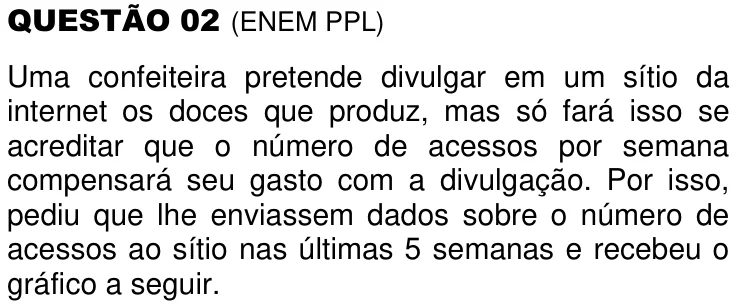 QUESTÃO 02 (ENEM PPL)
Uma confeiteira pretende divulgar em um sítio da
internet os doces que produz, mas só fará isso se
acreditar que o número de acessos por semana
compensará seu gasto com a divulgação. Por isso,
pediu que lhe enviassem dados sobre o número de
acessos ao sítio nas últimas 5 semanas e recebeu o
gráfico a seguir.